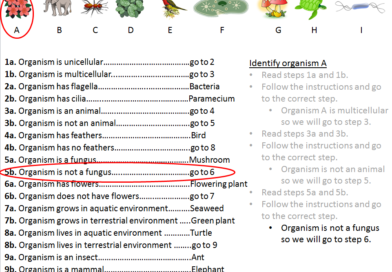 A B C D E F G H I
1a. Organism is unicellular……………………………go to 2
1b. Organism is multicellular………………………….go to 3
2a. Organism has flagella………………………………Bacteria
2b. Organism has cilia…………………………………..Paramecium
3a. Organism is an animal……………………………..go to 4
3b. Organism is not an animal……………………….go to 5
4a. Organism has feathers……………………………..Bird
4b. Organism has no feathers………………………..go to 8
5a. Organism is a fungus……………………………….Mushroom
5b. Organism is not a fungus………………………….go to 6
6a. Organism has flowers………………………………Flowering plant
6b. Organism does not have flowers……………..go to 7
7a. Organism grows in aquatic environment……….Seaweed
7b. Organism grows in terrestrial environment …..Green plant
8a. Organism lives in aquatic environment ………..Turtle
8b. Organism lives in terrestrial environment ……..go to 9
9a. Organism is an insect……………………………….Ant
9b. Organism is a mammal…………………………….Elephant
Identify organism A
• Read steps 1a and 1b.
• Follow the instructions and go
to the correct step.
• Organism A is multicellular
so we will go to step 3.
• Read steps 3a and 3b.
• Follow the instructions and go
to the correct step.
• Organism is not an animal
so we will go to step 5.
• Read steps 5a and 5b.
• Follow the instructions and go
to the correct step.
• Organism is not a fungus
so we will go to step 6.